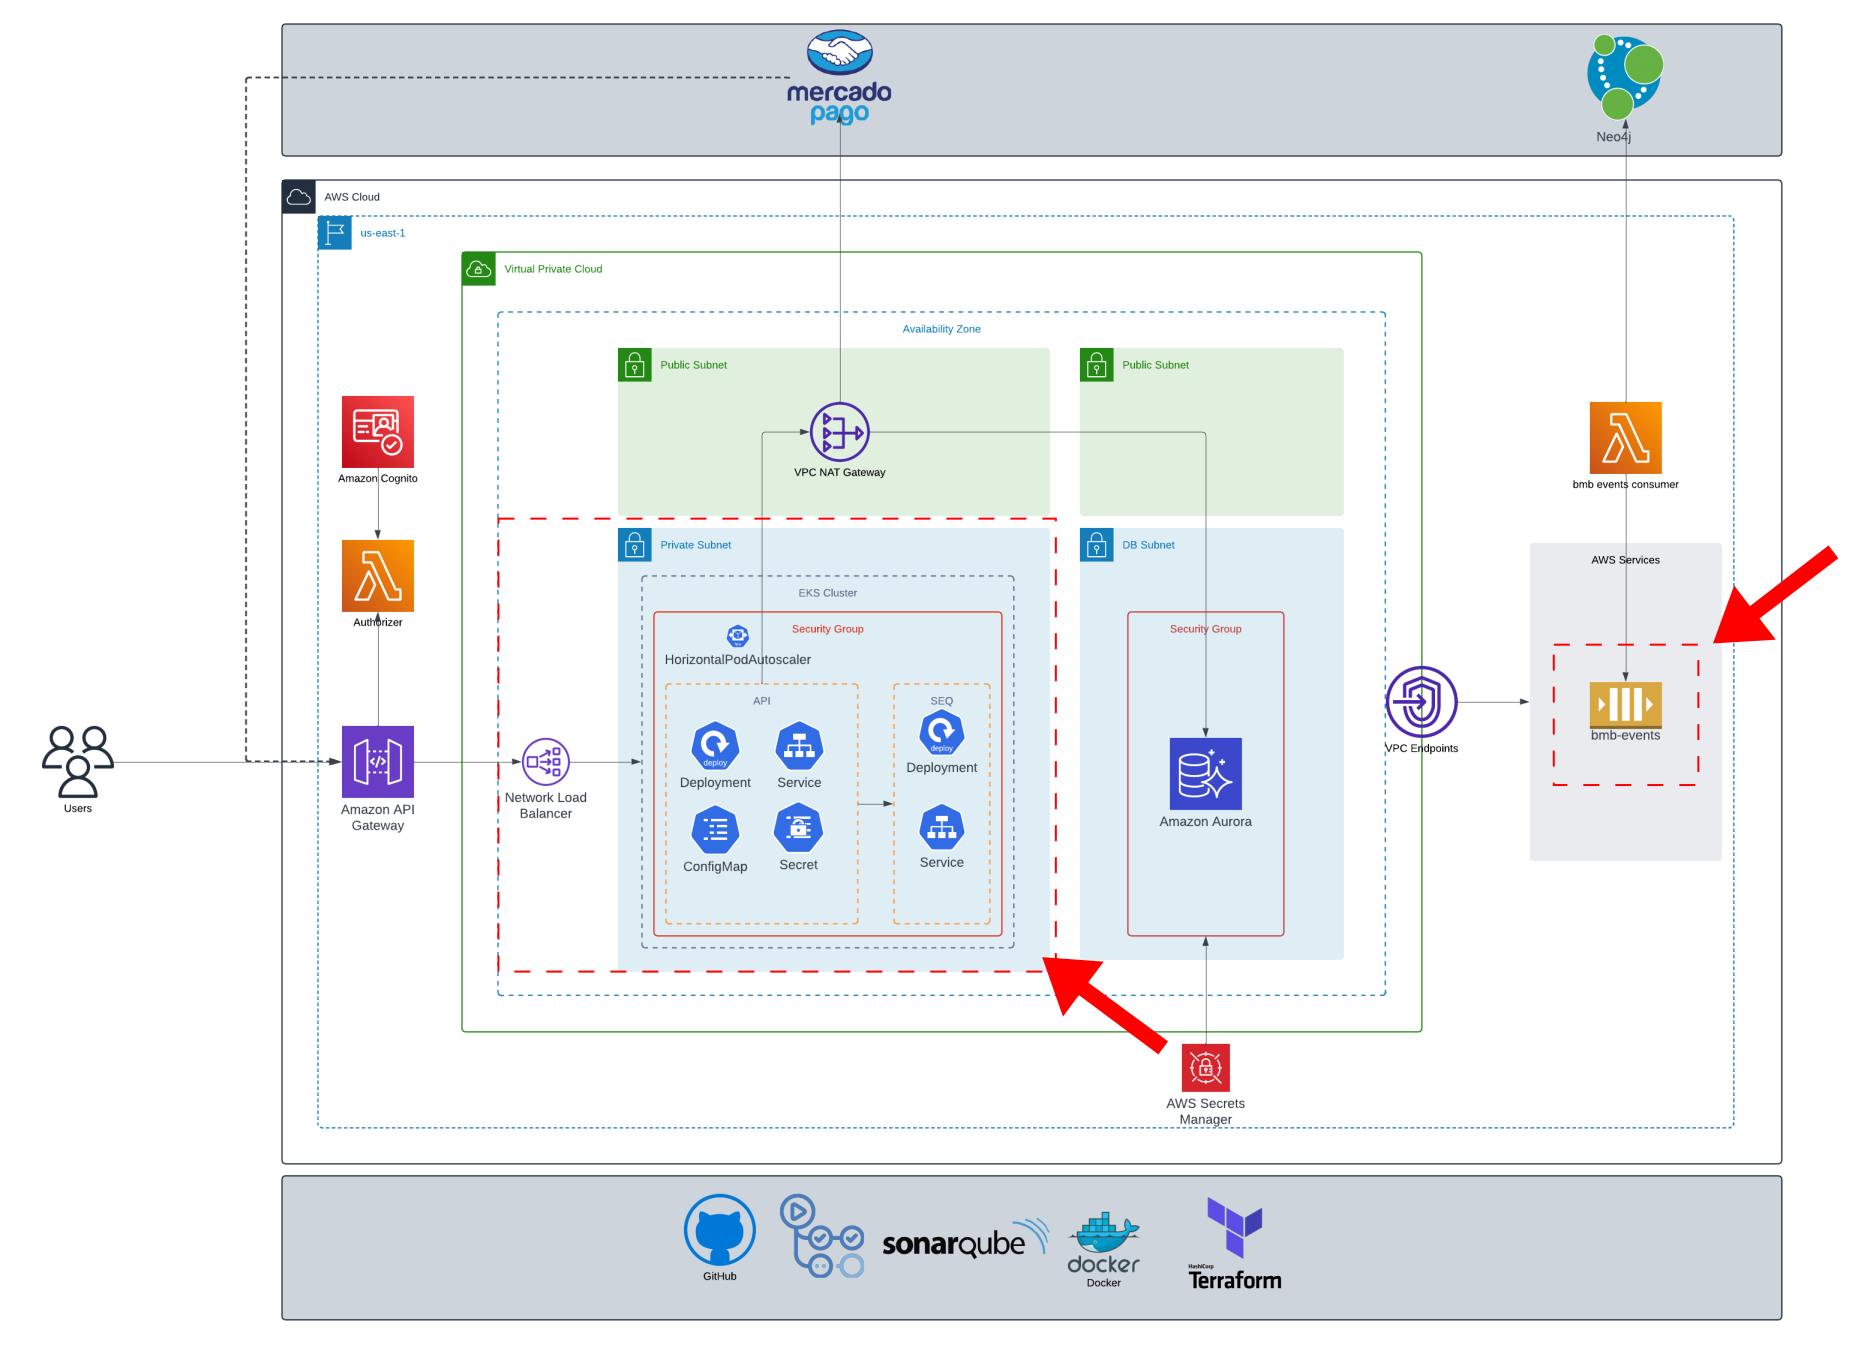 mercado
pago
Neo4j
AWS Cloud
us-east-1
Virtual Private Cloud
Availability Zone
Public Subnet
Public Subnet
VPC NAT Gateway
Amazon Cognito
bmb events consumer
Private Subnet
DB Subnet
AWS Services
EKS Cluster
Security Group
Security Group
HorizontalPodAutoscaler
Authorizer
API
SEQ
deploy
deploy
Deployment
Service
Deployment
bmb-events
VPC Endpoints
Users
Amazon API
Gateway
Network Load
Balancer
Amazon Aurora
ConfigMap
Secret
Service
AWS Secrets
Manager
GitHub
sonarqube
docker
Docker
HashiCorp
Terraform